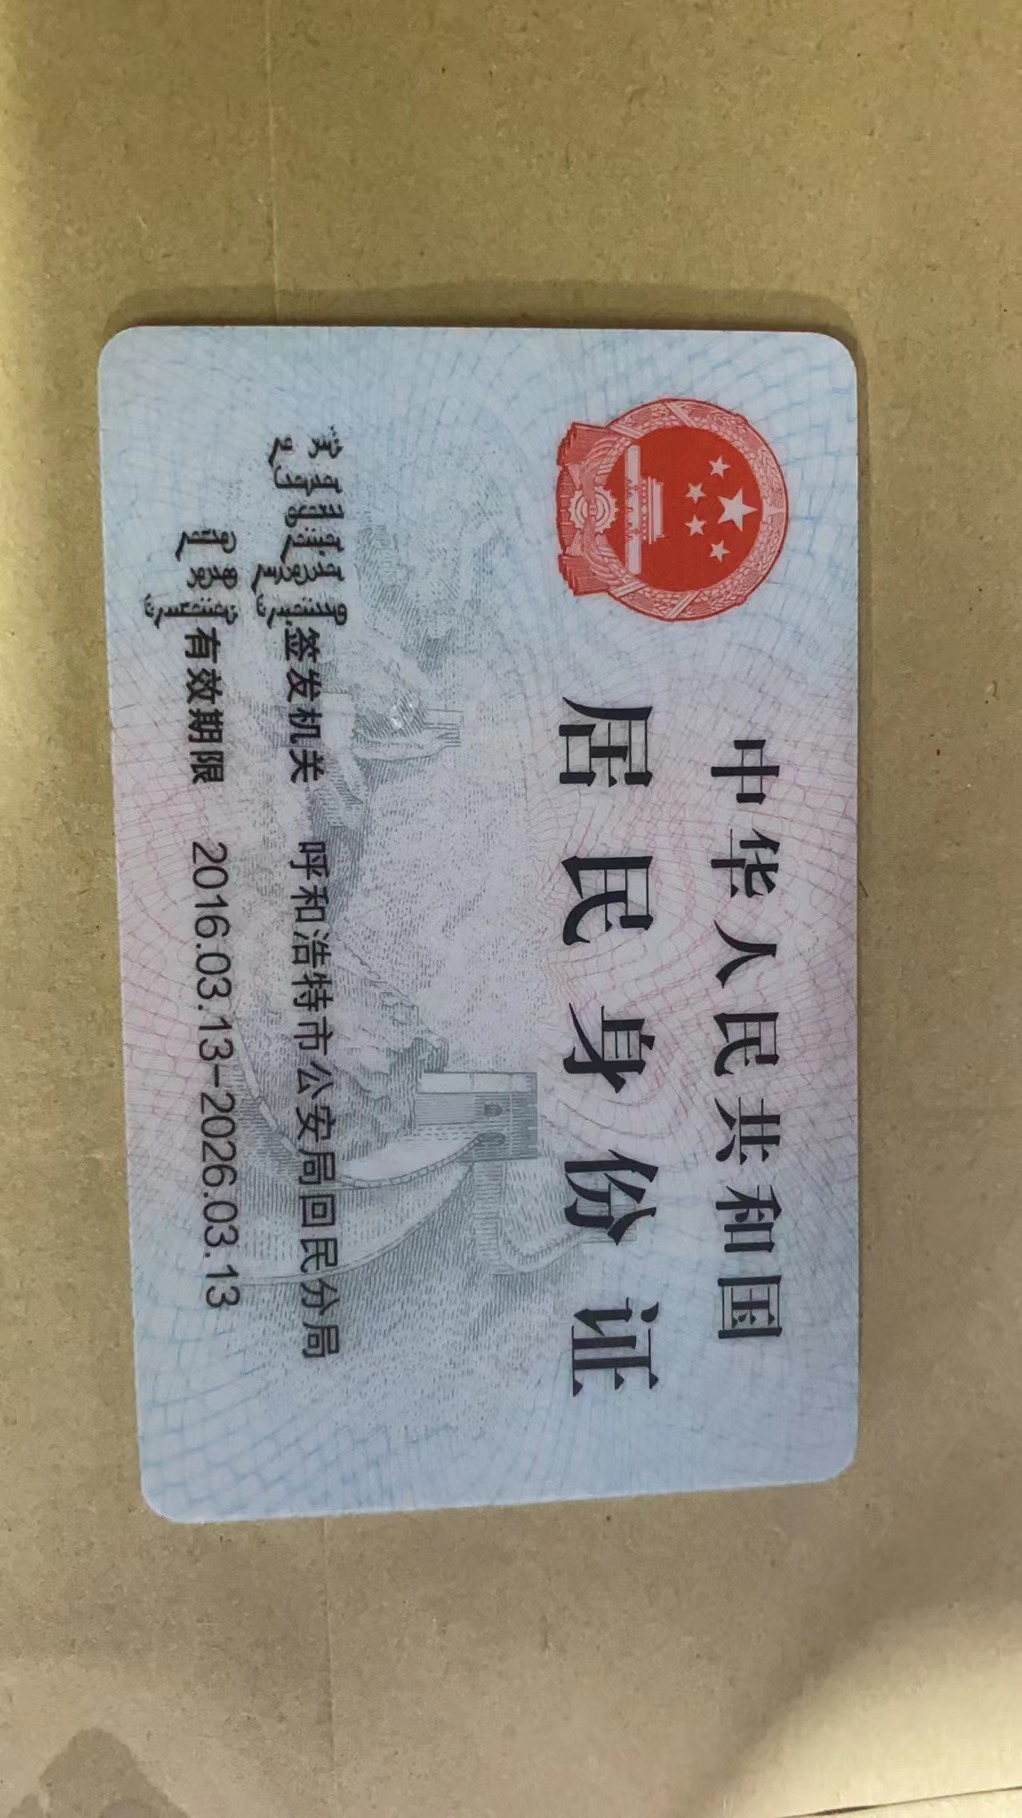 中华人民共和国
居民身份证
签发机关 呼和浩特市公安局回民分局
有效期限 2016.03.13-2026.03.13